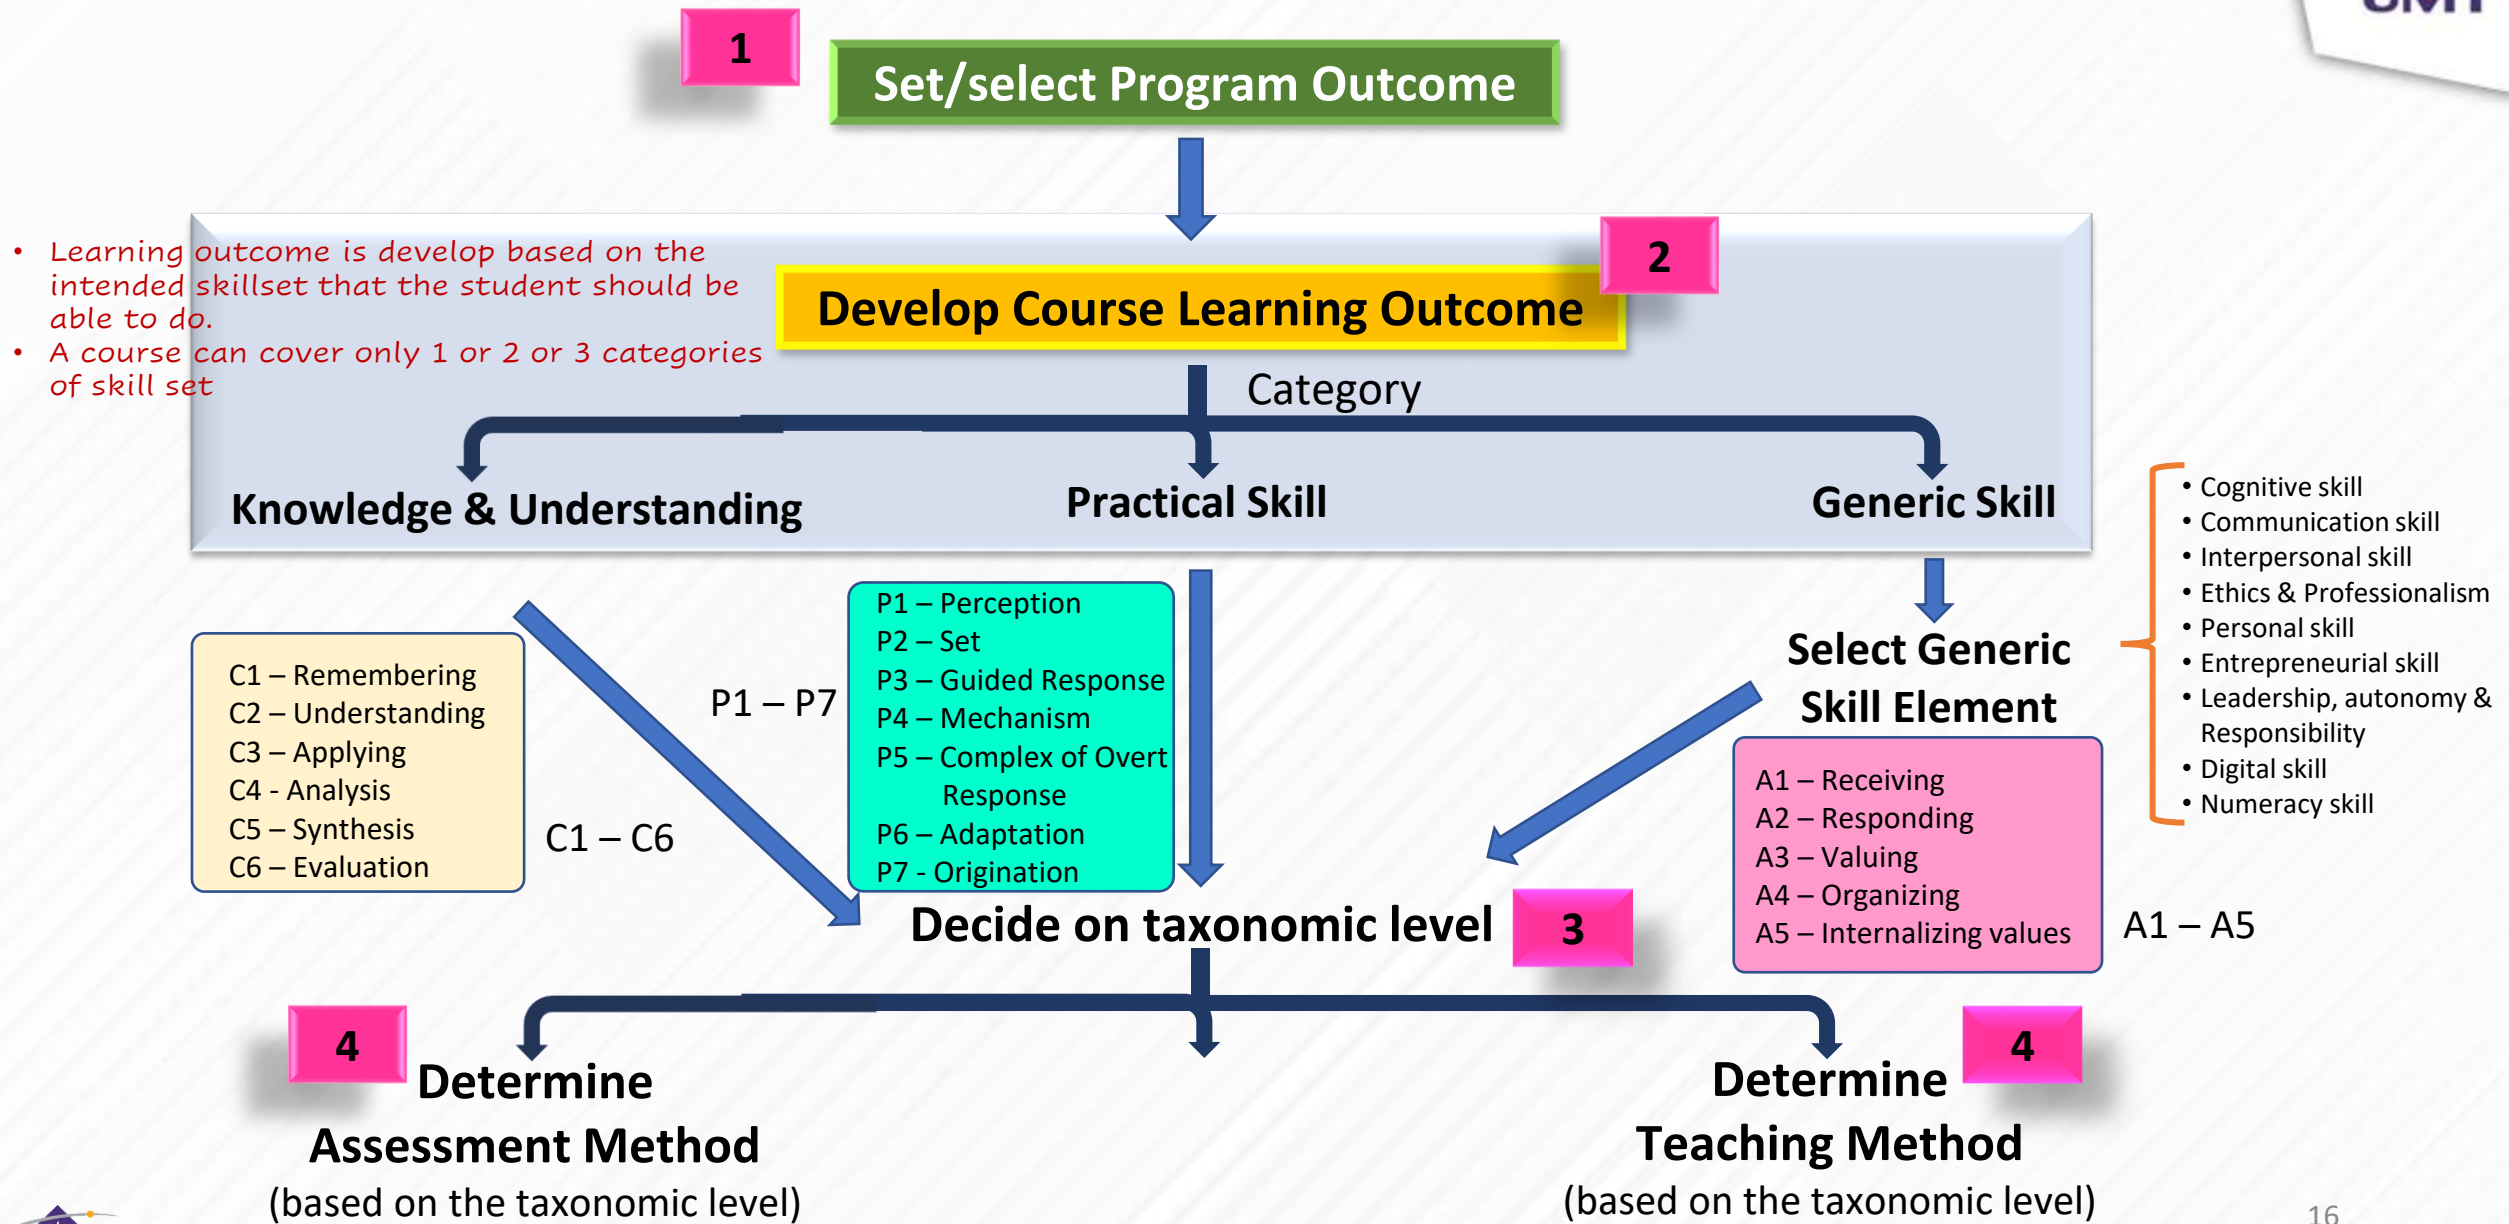 1
Set/select Program Outcome
• Learning outcome is develop based on the
intended skillset that the student should be
able to do.
• A course can cover only 1 or 2 or 3 categories
of skill set
2
Develop Course Learning Outcome
Category
Knowledge & Understanding
Practical Skill
Generic Skill
• Cognitive skill
• Communication skill
• Interpersonal skill
• Ethics & Professionalism
• Personal skill
• Entrepreneurial skill
• Leadership, autonomy &
Responsibility
• Digital skill
• Numeracy skill
C1 – Remembering
C2 – Understanding
C3 – Applying
C4 - Analysis
C5 – Synthesis
C6 – Evaluation
C1 – C6
P1 – P7
P1 – Perception
P2 – Set
P3 – Guided Response
P4 – Mechanism
P5 – Complex of Overt
Response
P6 – Adaptation
P7 - Origination
Select Generic
Skill Element
A1 – Receiving
A2 – Responding
A3 – Valuing
A4 – Organizing
A5 – Internalizing values
A1 – A5
Decide on taxonomic level
3
4
Determine
Assessment Method
(based on the taxonomic level)
4
Determine
Teaching Method
(based on the taxonomic level)
16